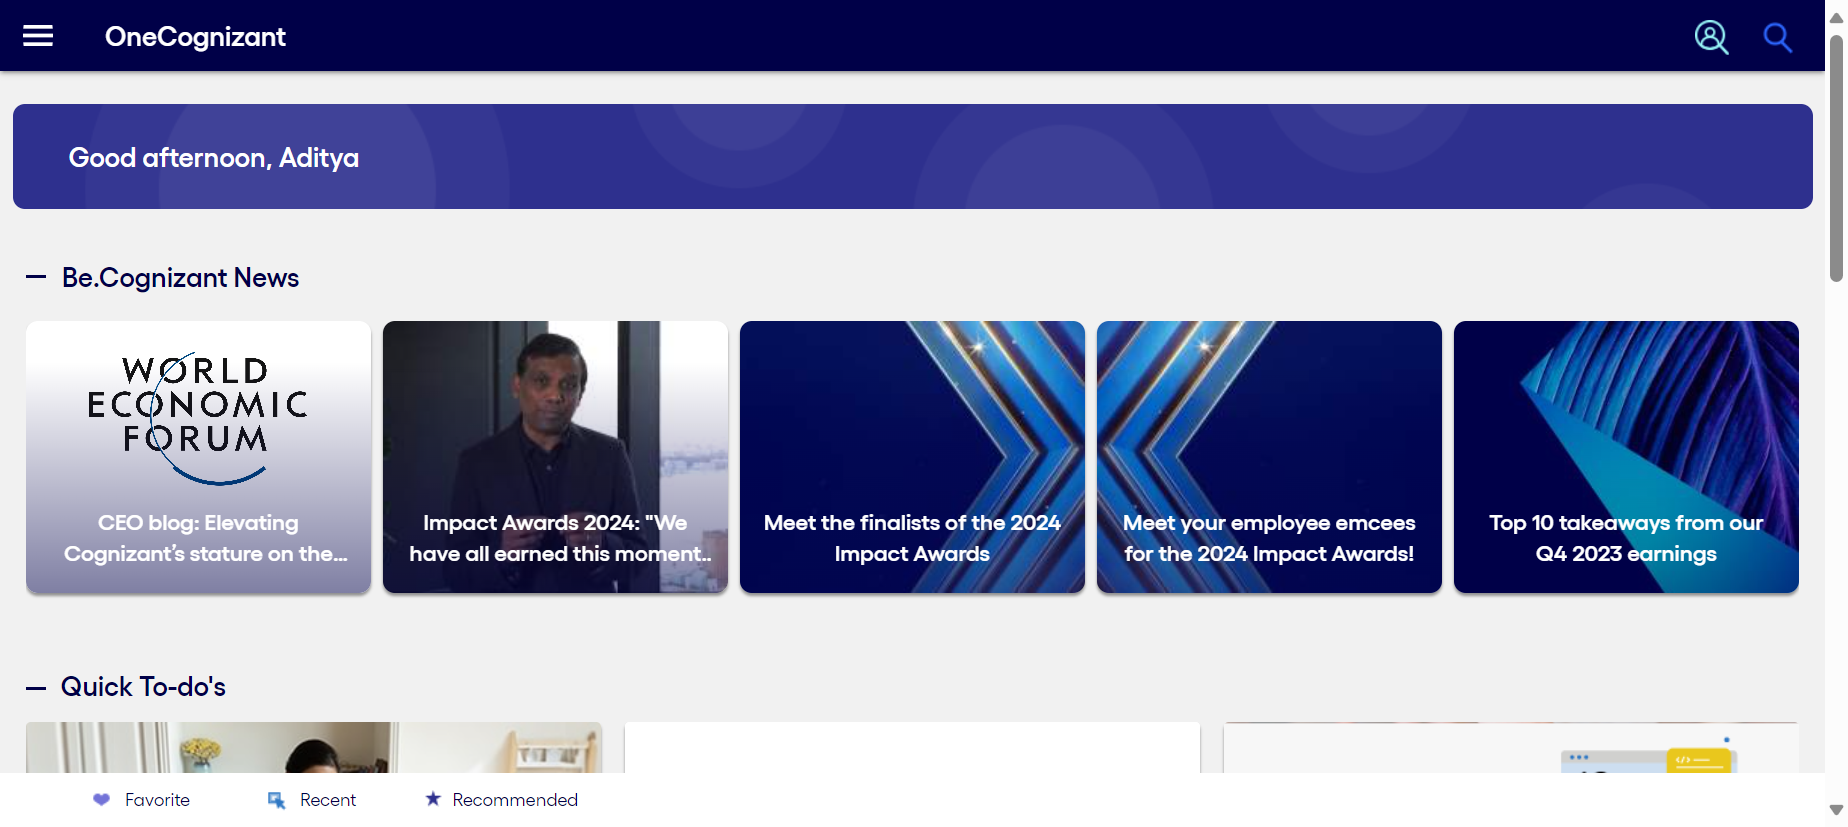 OneCognizant
Good afternoon, Aditya
Be.Cognizant News
WORLD
ECONOMIC
FORUM
CEO blog: Elevating
Cognizant’s stature on the...
Impact Awards 2024: "We
have all earned this moment..
Meet the finalists of the 2024
Impact Awards
Meet your employee emcees
for the 2024 Impact Awards!
Top 10 takeaways from our
Q4 2023 earnings
Quick To-do's
</>
Favorite
Recent
Recommended